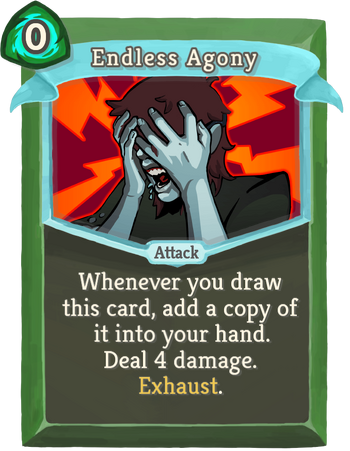 0
Endless Agony
Attack
Whenever you draw
this card, add a copy of
it into your hand.
Deal 4 damage.
Exhaust.